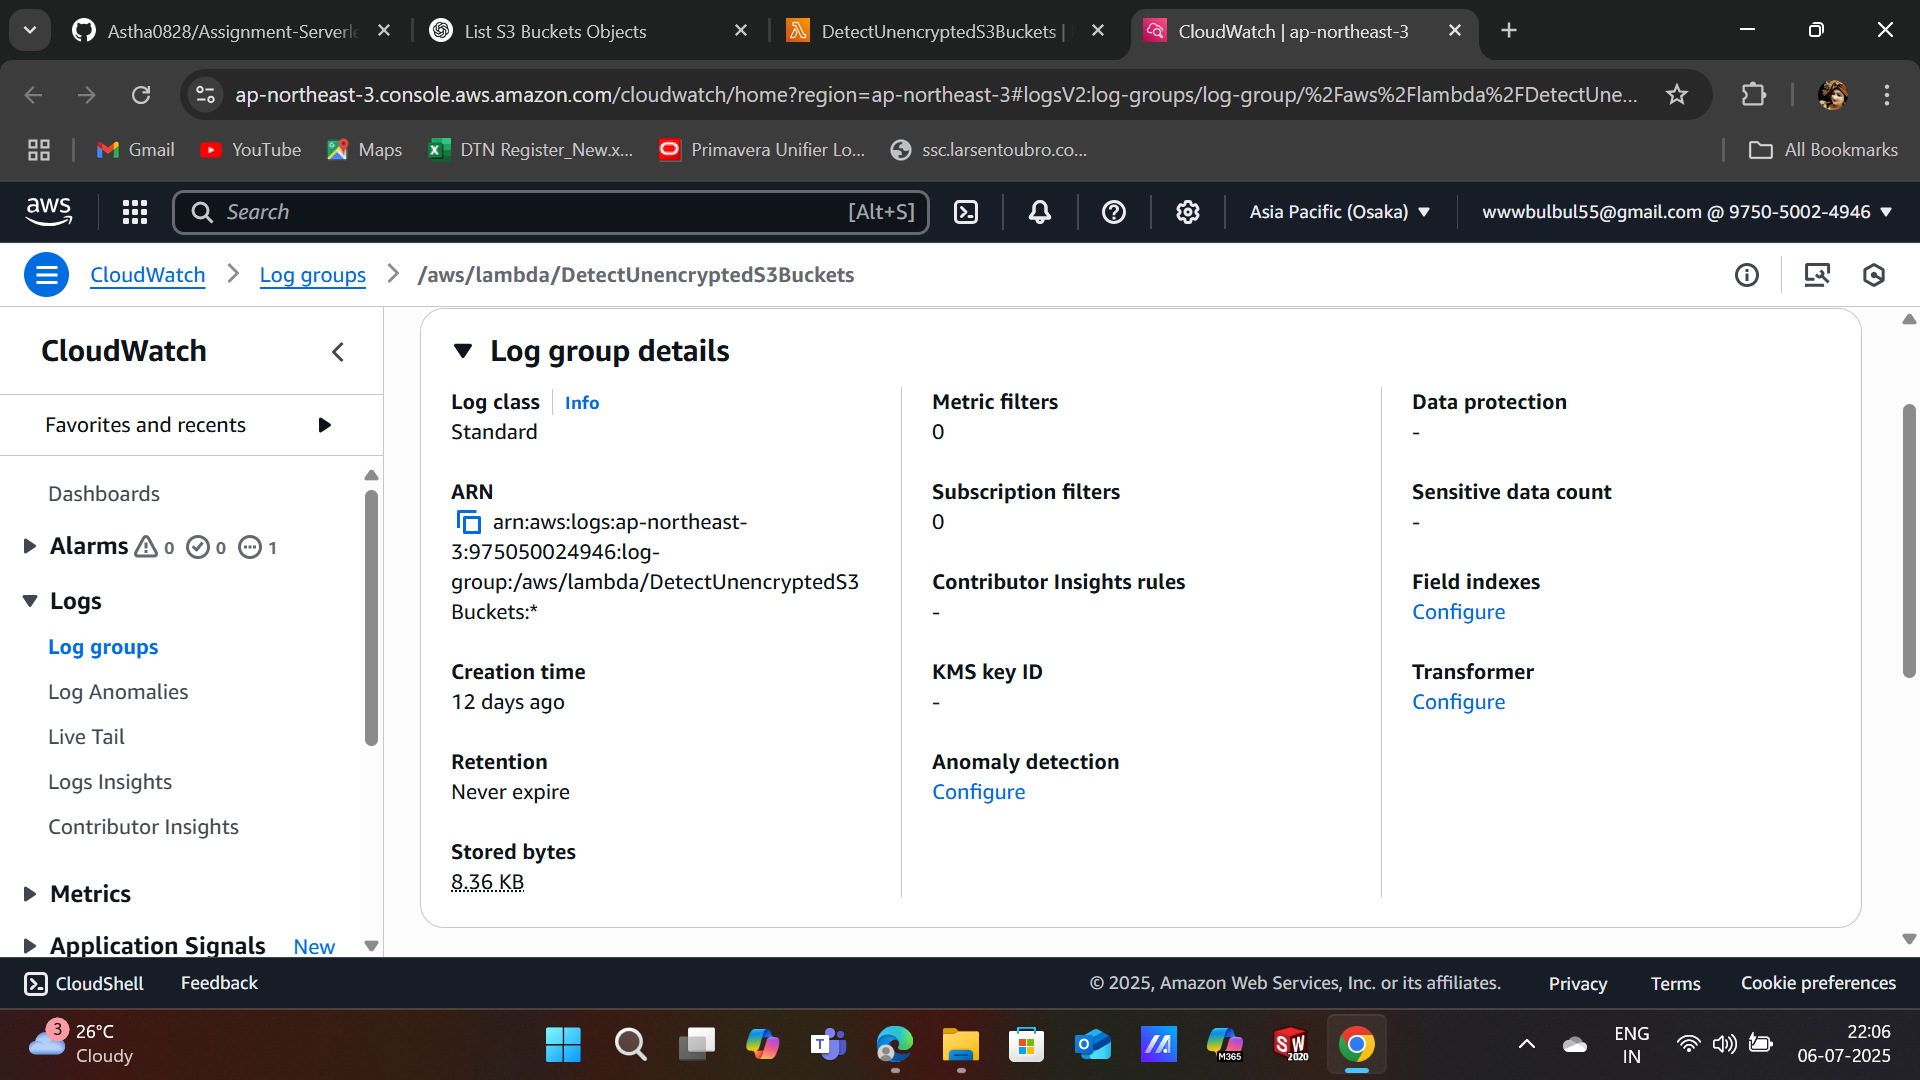 Astha0828/Assignment-Serverle
List S3 Buckets Objects
DetectUnencryptedS3Buckets |
CloudWatch | ap-northeast-3
ap-northeast-3.console.aws.amazon.com/cloudwatch/home?region=ap-northeast-3#logsV2:log-groups/log-group/%2Faws%2Flambda%2FDetectUne...
Gmail
YouTube
Maps
DTN Register_New.x...
Primavera Unifier Lo...
ssc.larsentoubro.co...
All Bookmarks
aws
Search
[Alt+S]
Asia Pacific (Osaka)
wwwbulbul55@gmail.com @ 9750-5002-4946
CloudWatch
Log groups
/aws/lambda/DetectUnencryptedS3Buckets
CloudWatch
Favorites and recents
Dashboards
Alarms 0 0 1
Logs
Log groups
Log Anomalies
Live Tail
Logs Insights
Contributor Insights
Metrics
Application Signals New
Log group details
Log class Info
Standard
ARN
arn:aws:logs:ap-northeast-
3:975050024946:log-
group:/aws/lambda/DetectUnencryptedS3
Buckets:*
Creation time
12 days ago
Retention
Never expire
Stored bytes
8.36 KB
Metric filters
0
Subscription filters
0
Contributor Insights rules
-
KMS key ID
-
Anomaly detection
Configure
Data protection
-
Sensitive data count
-
Field indexes
Configure
Transformer
Configure
CloudShell
Feedback
© 2025, Amazon Web Services, Inc. or its affiliates.
Privacy
Terms
Cookie preferences
3
26°C
Cloudy
M365
SW
2020
ENG
IN
22:06
06-07-2025